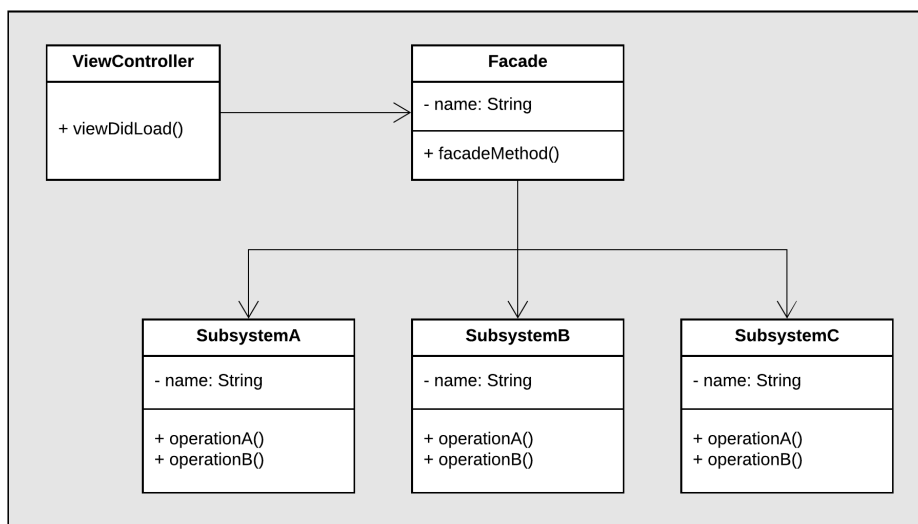 ViewController
+ viewDidLoad()
Facade
- name: String
+ facadeMethod()
SubsystemA
- name: String
+ operationA()
+ operationB()
SubsystemB
- name: String
+ operationA()
+ operationB()
SubsystemC
- name: String
+ operationA()
+ operationB()